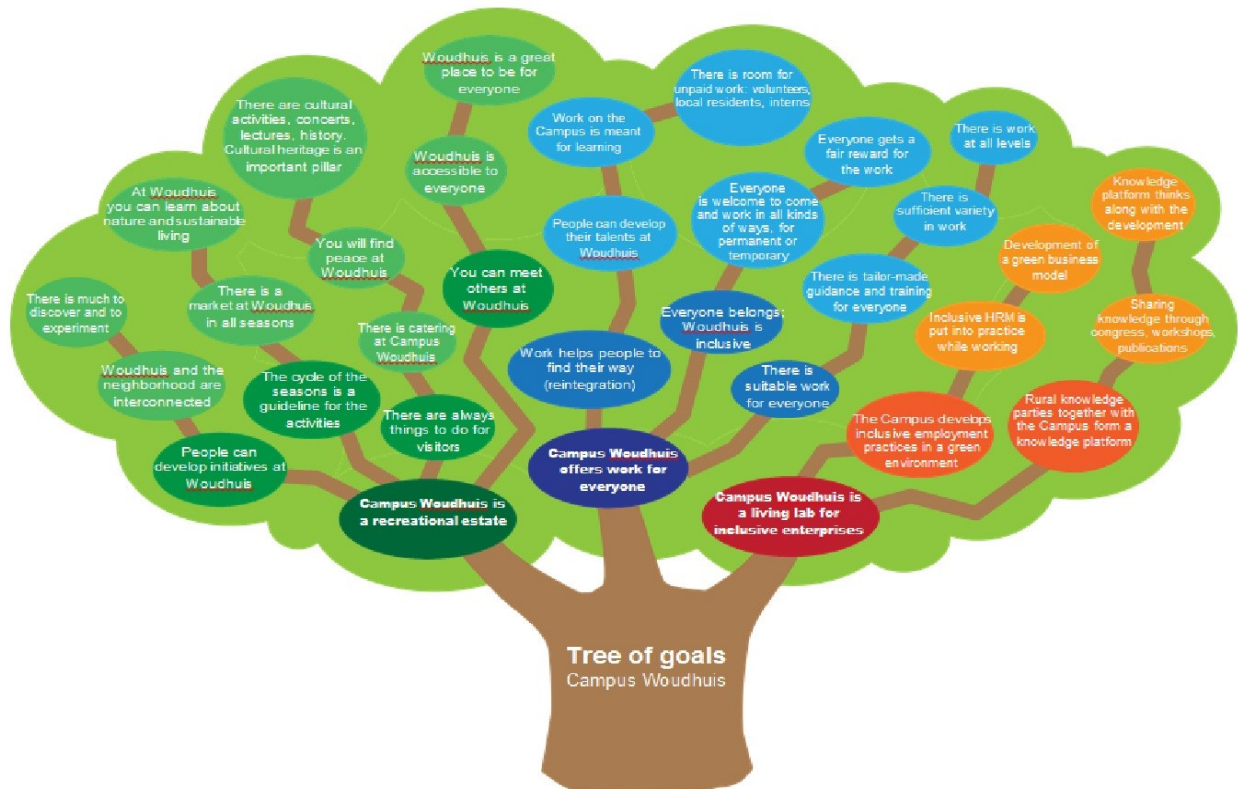 Woudhuis is a great
place to be for
everyone
There is room for
unpaid work: volunteers,
local residents, interns
There are cultural
activities, concerts,
lectures, history.
Cultural heritage is an
important pillar
Work on the
Campus is meant
for learning
Everyone gets a
fair reward for
the work
There is work
at all levels
Woudhuis is
accessible to
everyone
At Woudhuis
you can learn about
nature and sustainable
living
Everyone
is welcome to come
and work in all kinds
of ways, for
permanent or
temporary
Knowledge
platform thinks
along with the
development
There is
sufficient variety
in work
People can develop
their talents at
Woudhuis
You will find
peace at
Woudhuis
Development of
a green business
model
You can meet
others at
Woudhuis
There is tailor-made
guidance and training
for everyone
There is much to
discover and to
experiment
There is a
market at Woudhuis
in all seasons
Everyone belongs;
Woudhuis is
inclusive
Inclusive HRM is
put into practice
while working
Sharing
knowledge through
congress, workshops,
publications
There is catering
at Campus
Woudhuis
Work helps people to
find their way
(reintegration)
Woudhuis and the
neighborhood are
interconnected
The cycle of the
seasons is a
guideline for the
activities
There is
suitable work
for everyone
There are always
things to do for
visitors
The Campus develops
inclusive employment
practices in a green
environment
Rural knowledge
parties together with
the Campus form
a knowledge platform
People can
develop initiatives at
Woudhuis
Campus Woudhuis
offers work for
everyone
Campus Woudhuis is
a recreational estate
Campus Woudhuis is
a living lab for
inclusive enterprises
Tree of goals
Campus Woudhuis